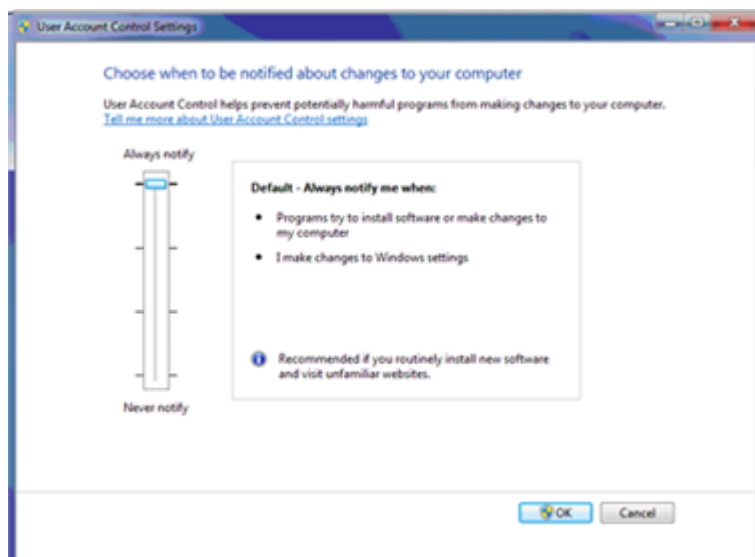 User Account Control Settings
Choose when to be notified about changes to your computer
User Account Control helps prevent potentially harmful programs from making changes to your computer.
Tell me more about User Account Control settings
Always notify
Default - Always notify me when:
• Programs try to install software or make changes to
my computer
• I make changes to Windows settings
Recommended if you routinely install new software
and visit unfamiliar websites.
Never notify
OK
Cancel